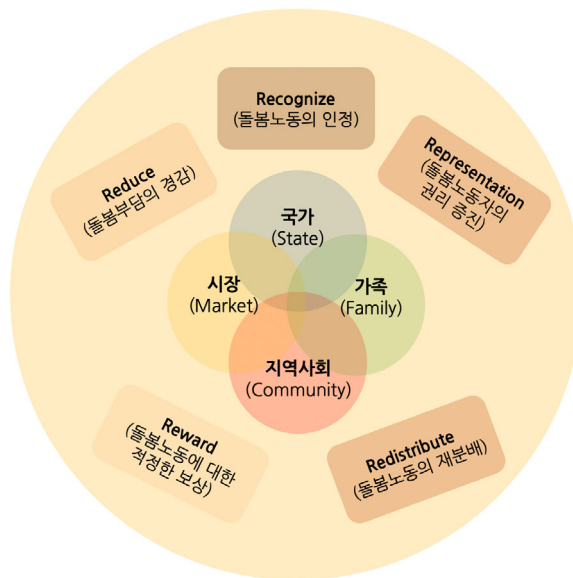 Recognize
(돌봄노동의 인정)
Reduce
(돌봄부담의 경감)
Representation
(돌봄노동자의
권리 증진)
국가
(State)
시장
(Market)
가족
(Family)
지역사회
(Community)
Reward
(돌봄노동에 대한
적정한 보상)
Redistribute
(돌봄노동의 재분배)